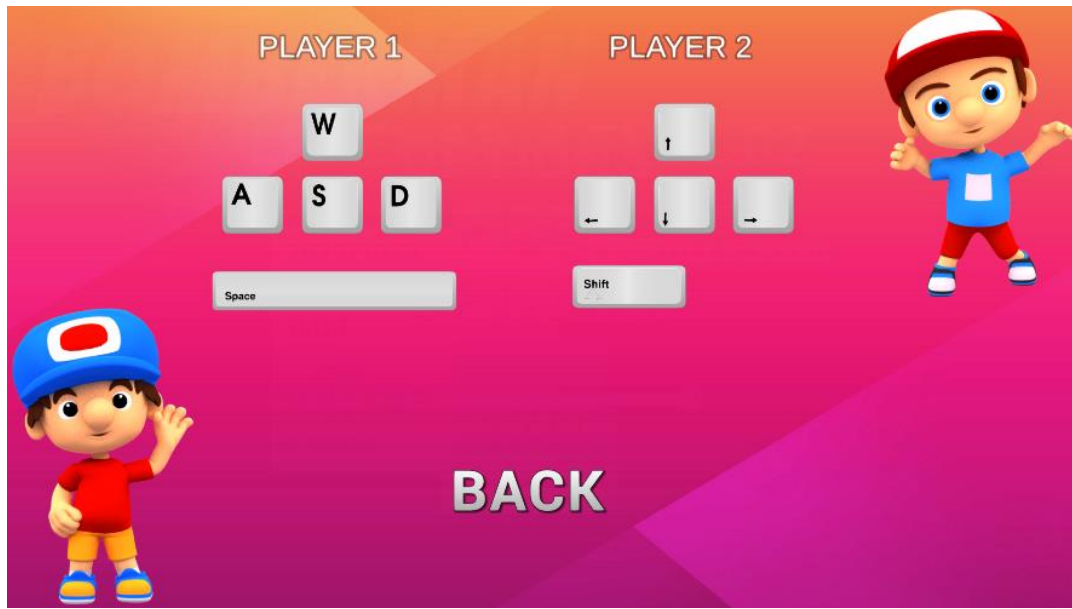 PLAYER 1
W
A S D
Space
PLAYER 2
↑
← ↓ →
Shift
BACK